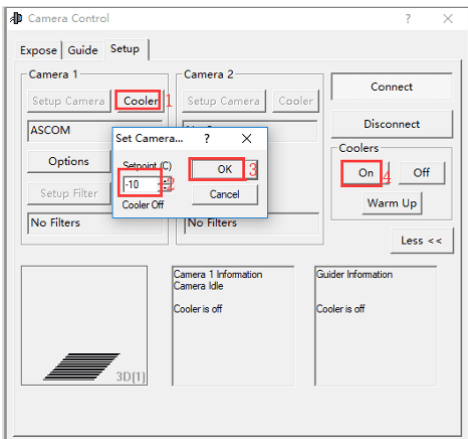 Camera Control
Expose Guide Setup
Camera 1
Setup Camera Cooler 1
ASCOM
Options
Setup Filter
No Filters
Camera 2
Setup Camera Cooler
No Filters
Set Camera...
Setpoint (C)
-10 2
Cooler Off
OK 3
Cancel
Connect
Disconnect
Coolers
On 4 Off
Warm Up
Less <<
3D[1]
Camera 1 Information
Camera Idle
Cooler is off
Guider Information
Cooler is off